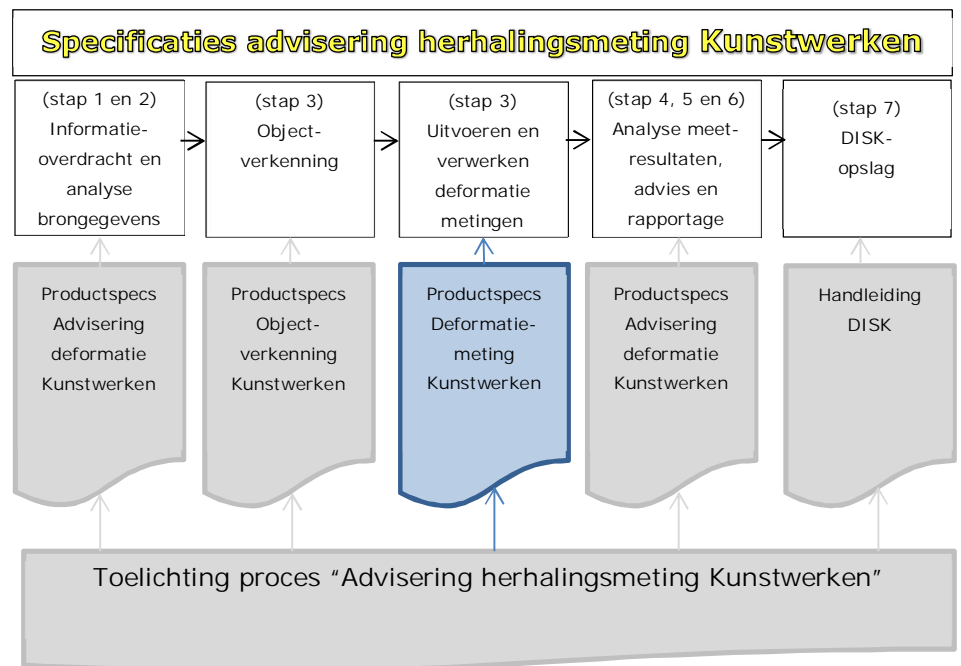 Specificaties advisering herhalingsmeting Kunstwerken
(stap 1 en 2)
Informatie-
overdracht en
analyse
brongegevens
(stap 3)
Object-
verkenning
(stap 3)
Uitvoeren en
verwerken
deformatie
metingen
(stap 4, 5 en 6)
Analyse meet-
resultaten,
advies en
rapportage
(stap 7)
DISK-
opslag
Productspecs
Advisering
deformatie
Kunstwerken
Productspecs
Object-
verkenning
Kunstwerken
Productspecs
Deformatie-
meting
Kunstwerken
Productspecs
Advisering
deformatie
Kunstwerken
Handleiding
DISK
Toelichting proces “Advisering herhalingsmeting Kunstwerken”